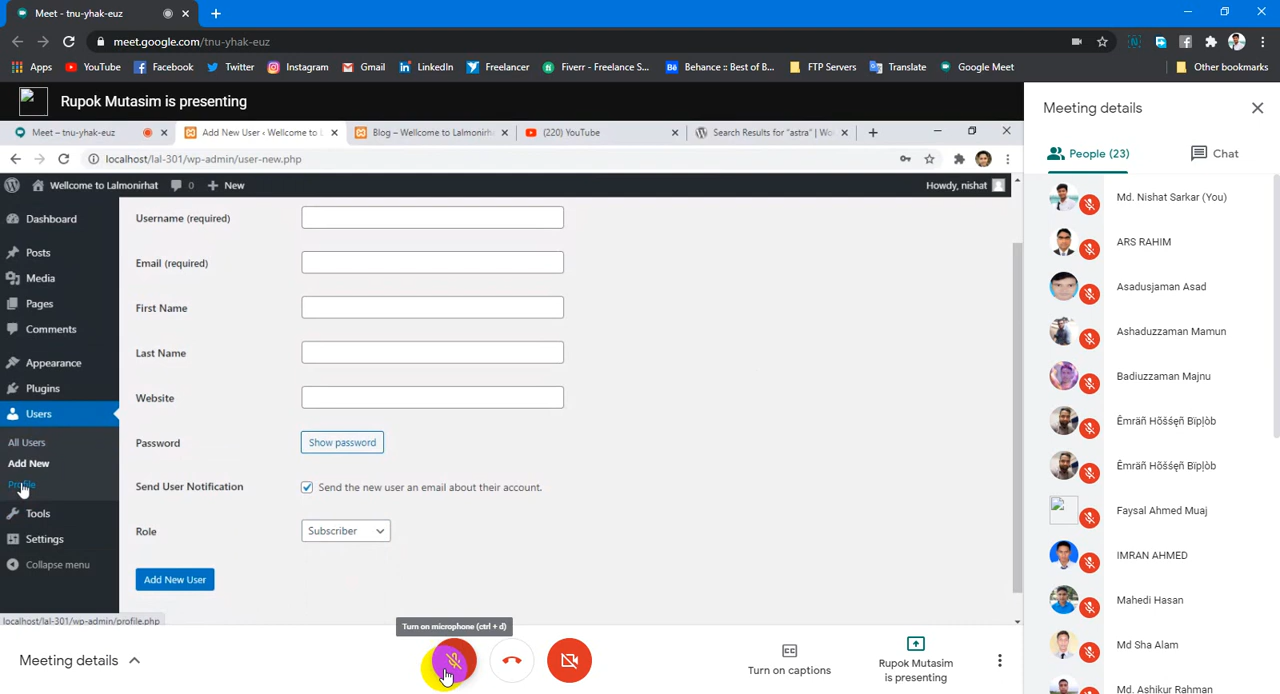 Meet - tnu-yhak-euz
meet.google.com/tnu-yhak-euz
Apps YouTube Facebook Twitter Instagram Gmail LinkedIn Freelancer Fiverr - Freelance S... Behance :: Best of B... FTP Servers Translate Google Meet Other bookmarks
Rupok Mutasim is presenting
Meet – tnu-yhak-euz Add New User ‹ Wellcome to L Blog – Wellcome to Lalmonirhat (220) YouTube Search Results for "astra" | Wo
localhost/lal-301/wp-admin/user-new.php
Wellcome to Lalmonirhat 0 New Howdy, nishat
Dashboard
Posts
Media
Pages
Comments
Appearance
Plugins
Users
All Users
Add New
Profile
Tools
Settings
Collapse menu
Username (required)
Email (required)
First Name
Last Name
Website
Password Show password
Send User Notification Send the new user an email about their account.
Role Subscriber
Add New User
localhost/lal-301/wp-admin/profile.php
Turn on microphone (ctrl + d)
Meeting details
Turn on captions
Rupok Mutasim
is presenting
Meeting details
People (23) Chat
Md. Nishat Sarkar (You)
ARS RAHIM
Asadusjaman Asad
Ashaduzzaman Mamun
Badiuzzaman Majnu
Êmräñ Hõšśęñ Bïpļòb
Êmräñ Hõšśęñ Bïpļòb
Faysal Ahmed Muaj
IMRAN AHMED
Mahedi Hasan
Md Sha Alam
Md. Ashikur Rahman